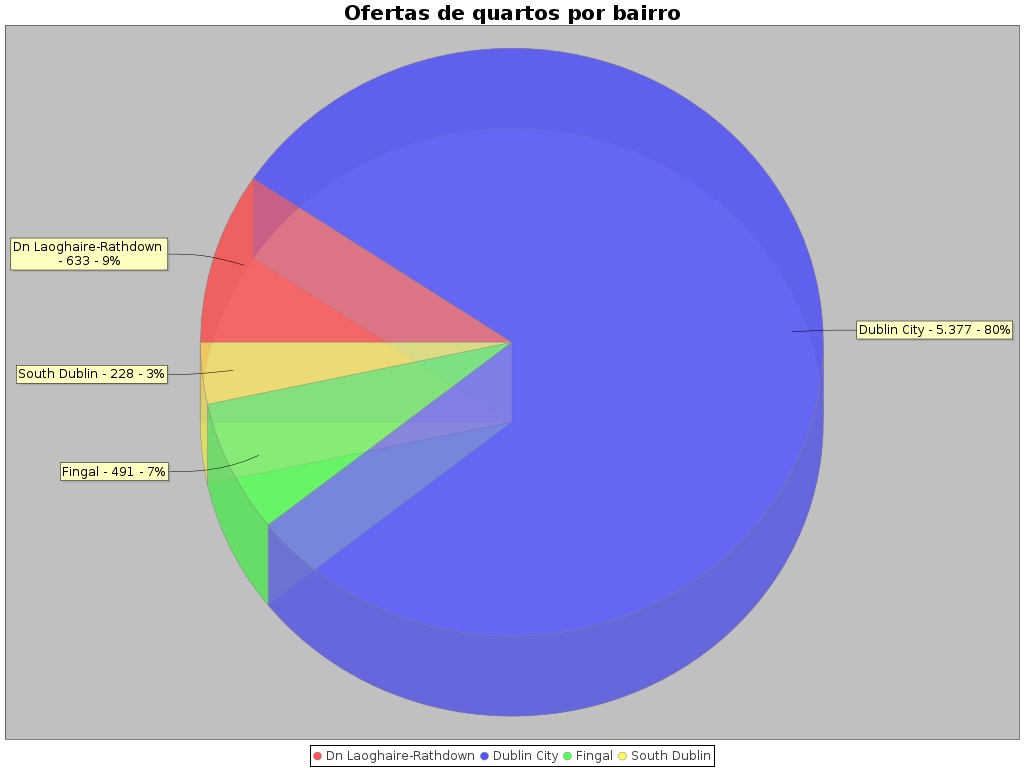 Ofertas de quartos por bairro
Dn Laoghaire-Rathdown
- 633 - 9%
Dublin City - 5.377 - 80%
South Dublin - 228 - 3%
Fingal - 491 - 7%
Dn Laoghaire-Rathdown Dublin City Fingal South Dublin